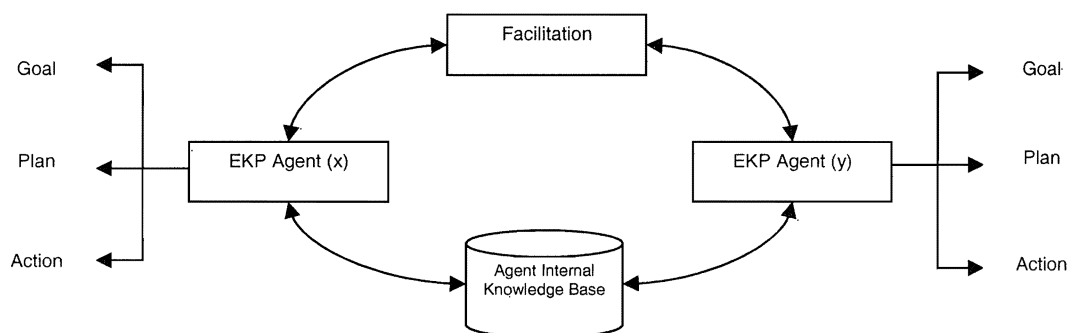 Facilitation
Goal
Plan
Action
EKP Agent (x)
EKP Agent (y)
Goal
Plan
Action
Agent Internal
Knowledge Base